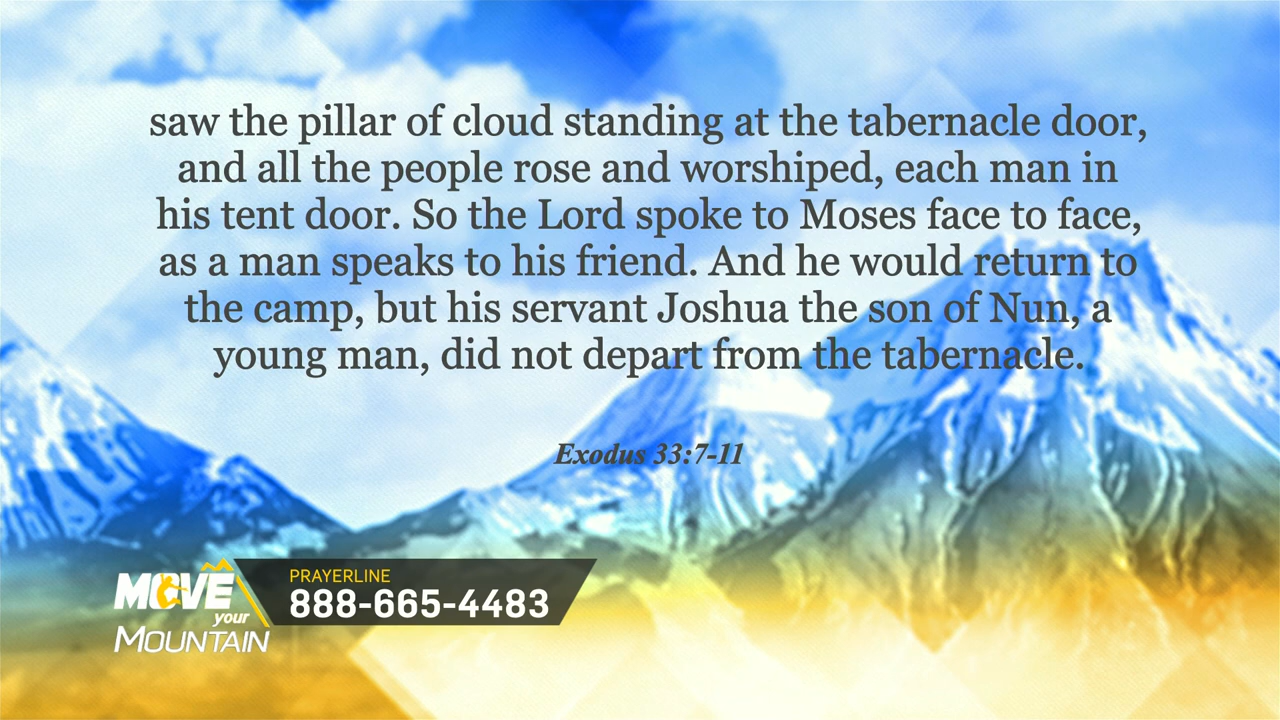 saw the pillar of cloud standing at the tabernacle door,
and all the people rose and worshiped, each man in
his tent door. So the Lord spoke to Moses face to face,
as a man speaks to his friend. And he would return to
the camp, but his servant Joshua the son of Nun, a
young man, did not depart from the tabernacle.
Exodus 33:7-11
MOVE
your
MOUNTAIN
PRAYERLINE
888-665-4483